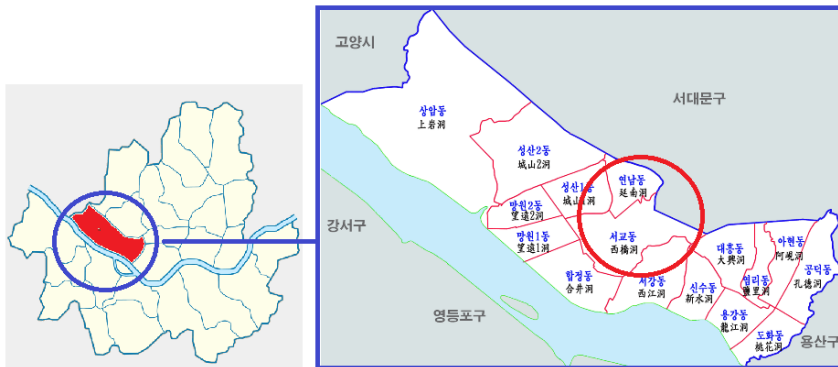 고양시
서대문구
상암동
上岩洞
성산2동
城山2洞
성산1동
城山1洞
연남동
延南洞
망원2동
望遠2洞
강서구
망원1동
望遠1洞
서교동
西橋洞
대흥동
大興洞
아현동
阿峴洞
합정동
合井洞
서강동
西江洞
신수동
新水洞
염리동
鹽里洞
공덕동
孔德洞
영등포구
용강동
龍江洞
도화동
桃花洞
용산구